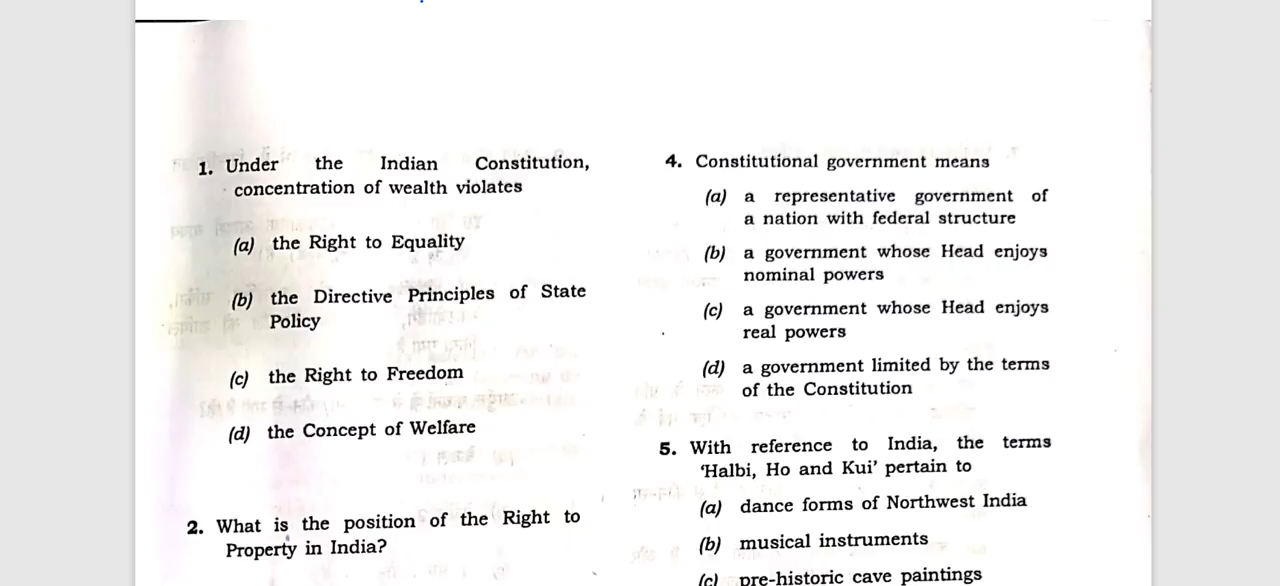 1. Under the Indian Constitution,
concentration of wealth violates
(a) the Right to Equality
(b) the Directive Principles of State
Policy
(c) the Right to Freedom
(d) the Concept of Welfare
2. What is the position of the Right to
Property in India?
4. Constitutional government means
(a) a representative government of
a nation with federal structure
(b) a government whose Head enjoys
nominal powers
(c) a government whose Head enjoys
real powers
(d) a government limited by the terms
of the Constitution
5. With reference to India, the terms
‘Halbi, Ho and Kui’ pertain to
(a) dance forms of Northwest India
(b) musical instruments
(c) pre-historic cave paintings